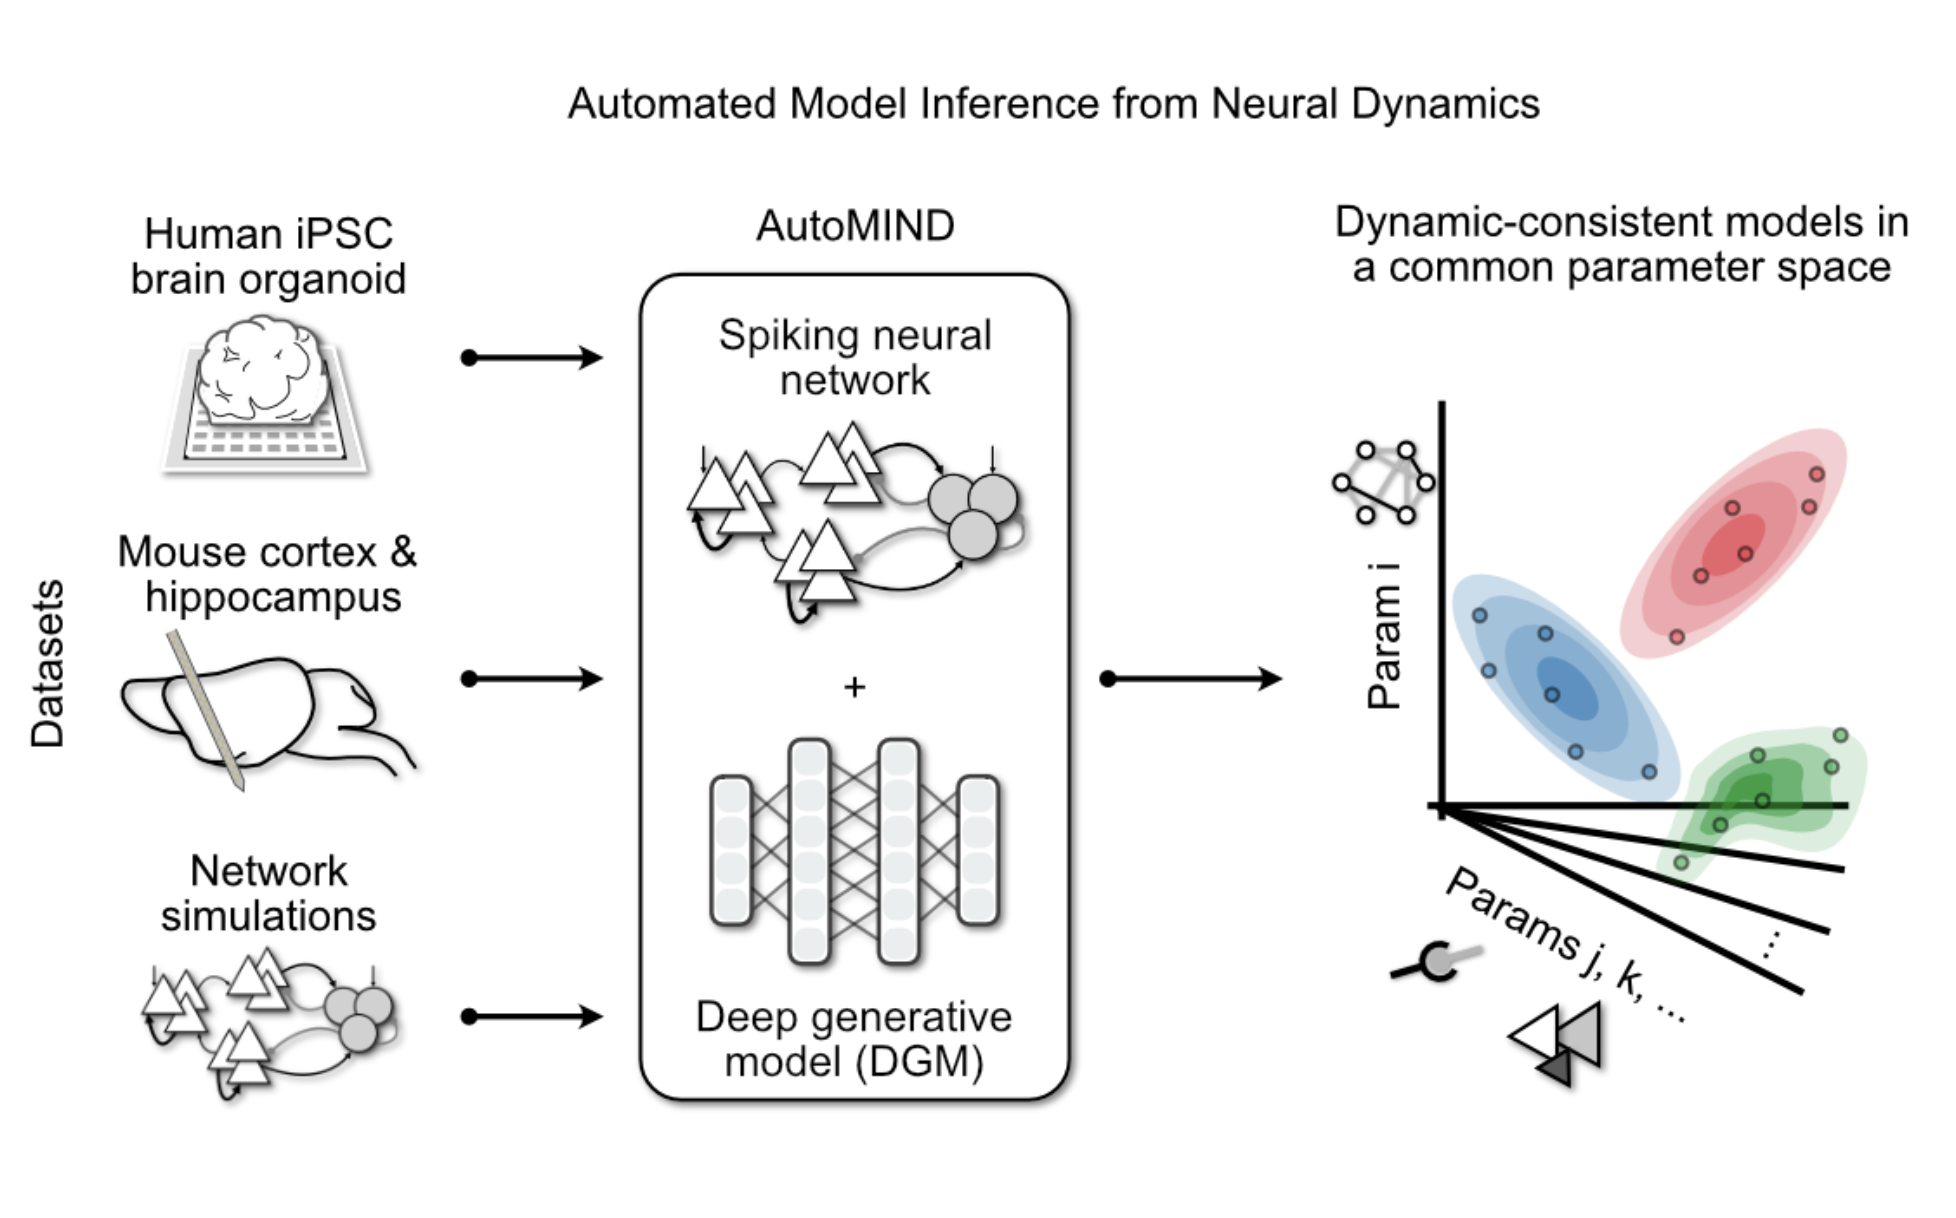 Automated Model Inference from Neural Dynamics
Datasets
Human iPSC
brain organoid
Mouse cortex &
hippocampus
Network
simulations
AutoMIND
Spiking neural
network
+
Deep generative
model (DGM)
Dynamic-consistent models in
a common parameter space
Param i
Params j, k, ...
⋮